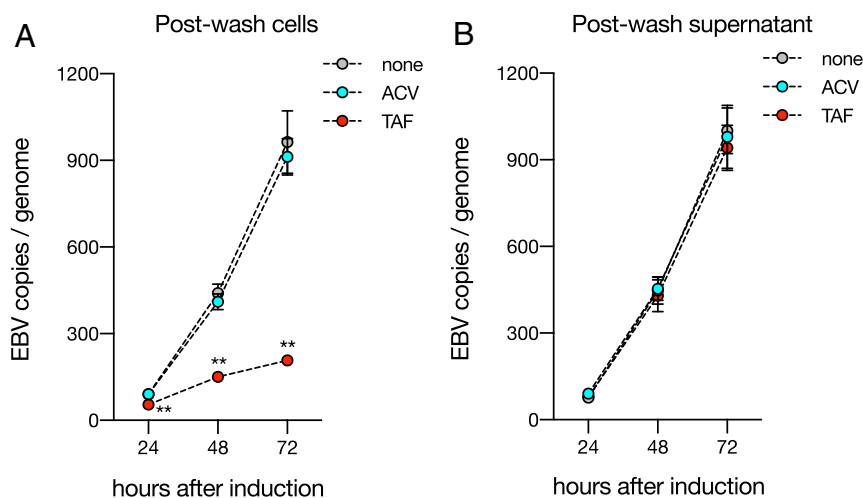 A
Post-wash cells
none
ACV
TAF
1200
900
600
300
0
EBV copies / genome
**
**
**
24
48
72
hours after induction
B
Post-wash supernatant
none
ACV
TAF
1200
900
600
300
0
EBV copies / genome
24
48
72
hours after induction